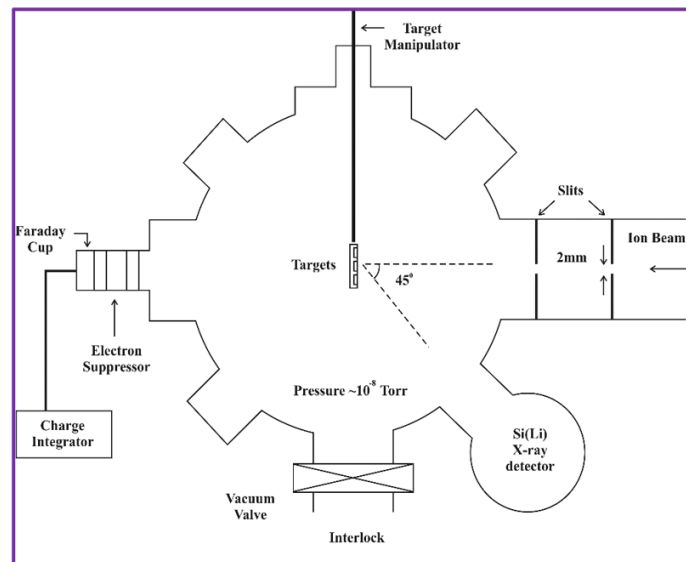 Target
Manipulator
Slits
Faraday
Cup
Ion Beam
Targets
2mm
45⁰
Electron
Suppressor
Pressure ~10⁻⁸ Torr
Charge
Integrator
Si(Li)
X-ray
detector
Vacuum
Valve
Interlock